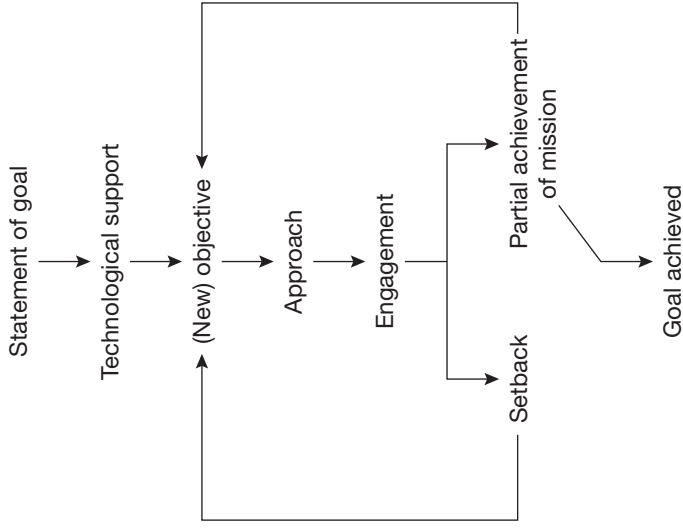 Statement of goal
Technological support
(New) objective
Approach
Engagement
Setback
Partial achievement
of mission
Goal achieved